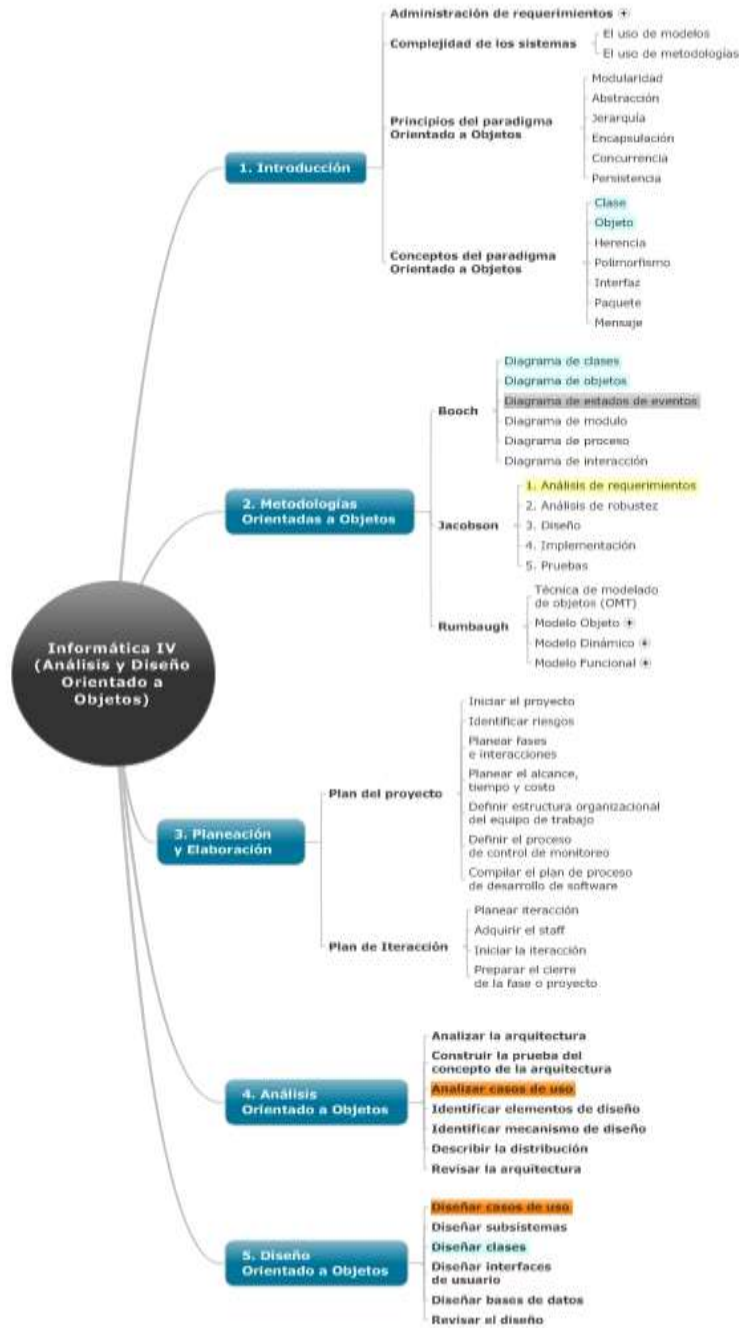 Informática IV
(Análisis y Diseño
Orientado a
Objetos)
1. Introducción
Administración de requerimientos
Complejidad de los sistemas
El uso de modelos
El uso de metodologías
Principios del paradigma
Orientado a Objetos
Modularidad
Abstracción
Jerarquía
Encapsulación
Concurrencia
Persistencia
Conceptos del paradigma
Orientado a Objetos
Clase
Objeto
Herencia
Polimorfismo
Interfaz
Paquete
Mensaje
2. Metodologías
Orientadas a Objetos
Booch
Diagrama de clases
Diagrama de objetos
Diagrama de estados de eventos
Diagrama de modulo
Diagrama de proceso
Diagrama de interacción
Jacobson
1. Análisis de requerimientos
2. Análisis de robustez
3. Diseño
4. Implementación
5. Pruebas
Rumbaugh
Técnica de modelado
de objetos (OMT)
Modelo Objeto
Modelo Dinámico
Modelo Funcional
3. Planeación
y Elaboración
Plan del proyecto
Iniciar el proyecto
Identificar riesgos
Planear fases
e interacciones
Planear el alcance,
tiempo y costo
Definir estructura organizacional
del equipo de trabajo
Definir el proceso
de control de monitoreo
Compilar el plan de proceso
de desarrollo de software
Plan de Iteracción
Planear iteracción
Adquirir el staff
Iniciar la iteracción
Preparar el cierre
de la fase o proyecto
4. Análisis
Orientado a Objetos
Analizar la arquitectura
Construir la prueba del
concepto de la arquitectura
Analizar casos de uso
Identificar elementos de diseño
Identificar mecanismo de diseño
Describir la distribución
Revisar la arquitectura
5. Diseño
Orientado a Objetos
Diseñar casos de uso
Diseñar subsistemas
Diseñar clases
Diseñar interfaces
de usuario
Diseñar bases de datos
Revisar el diseño